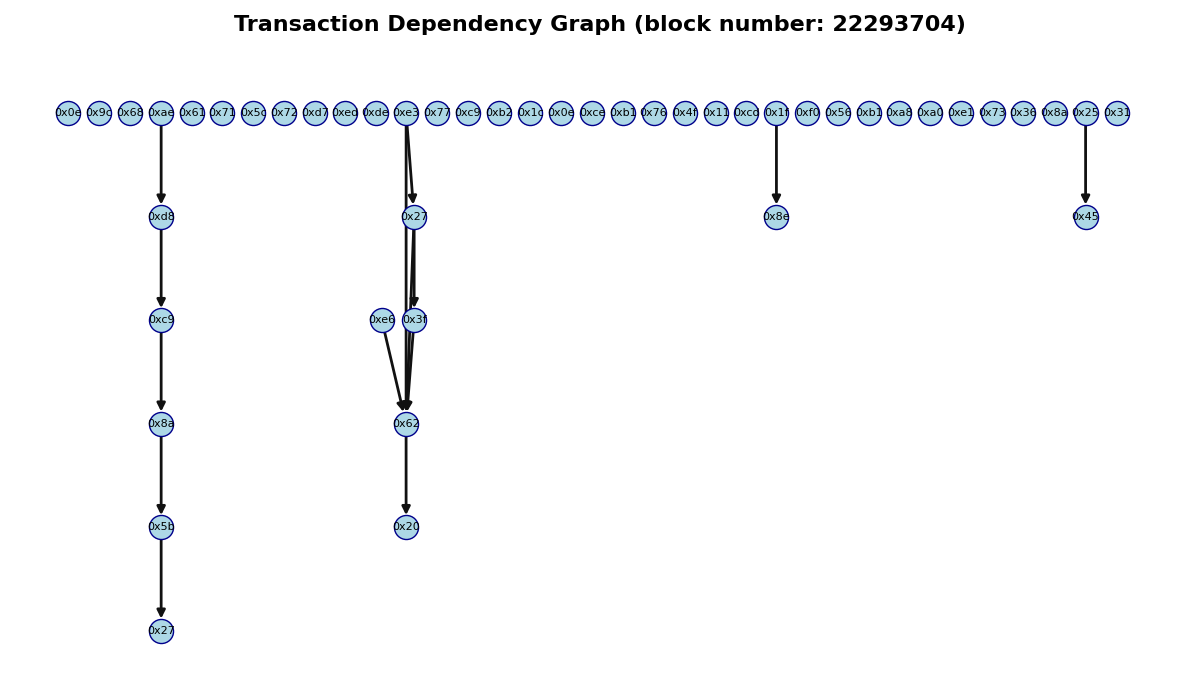 Transaction Dependency Graph (block number: 22293704)
0x0e 0x9c 0x68 0xae 0x61 0x71 0x5c 0x72 0xd7 0xed 0xde 0xe3 0x77 0xc9 0xb2 0x1c 0x0e 0xce 0xb1 0x76 0x4f 0x11 0xcd 0x1f 0xf0 0x56 0xb1 0xa8 0xa0 0xe1 0x73 0x36 0x8a 0x25 0x31
0xd8 0x27 0x8e 0x45
0xc9 0xe6 0x3f
0x8a 0x62
0x5b 0x20
0x27